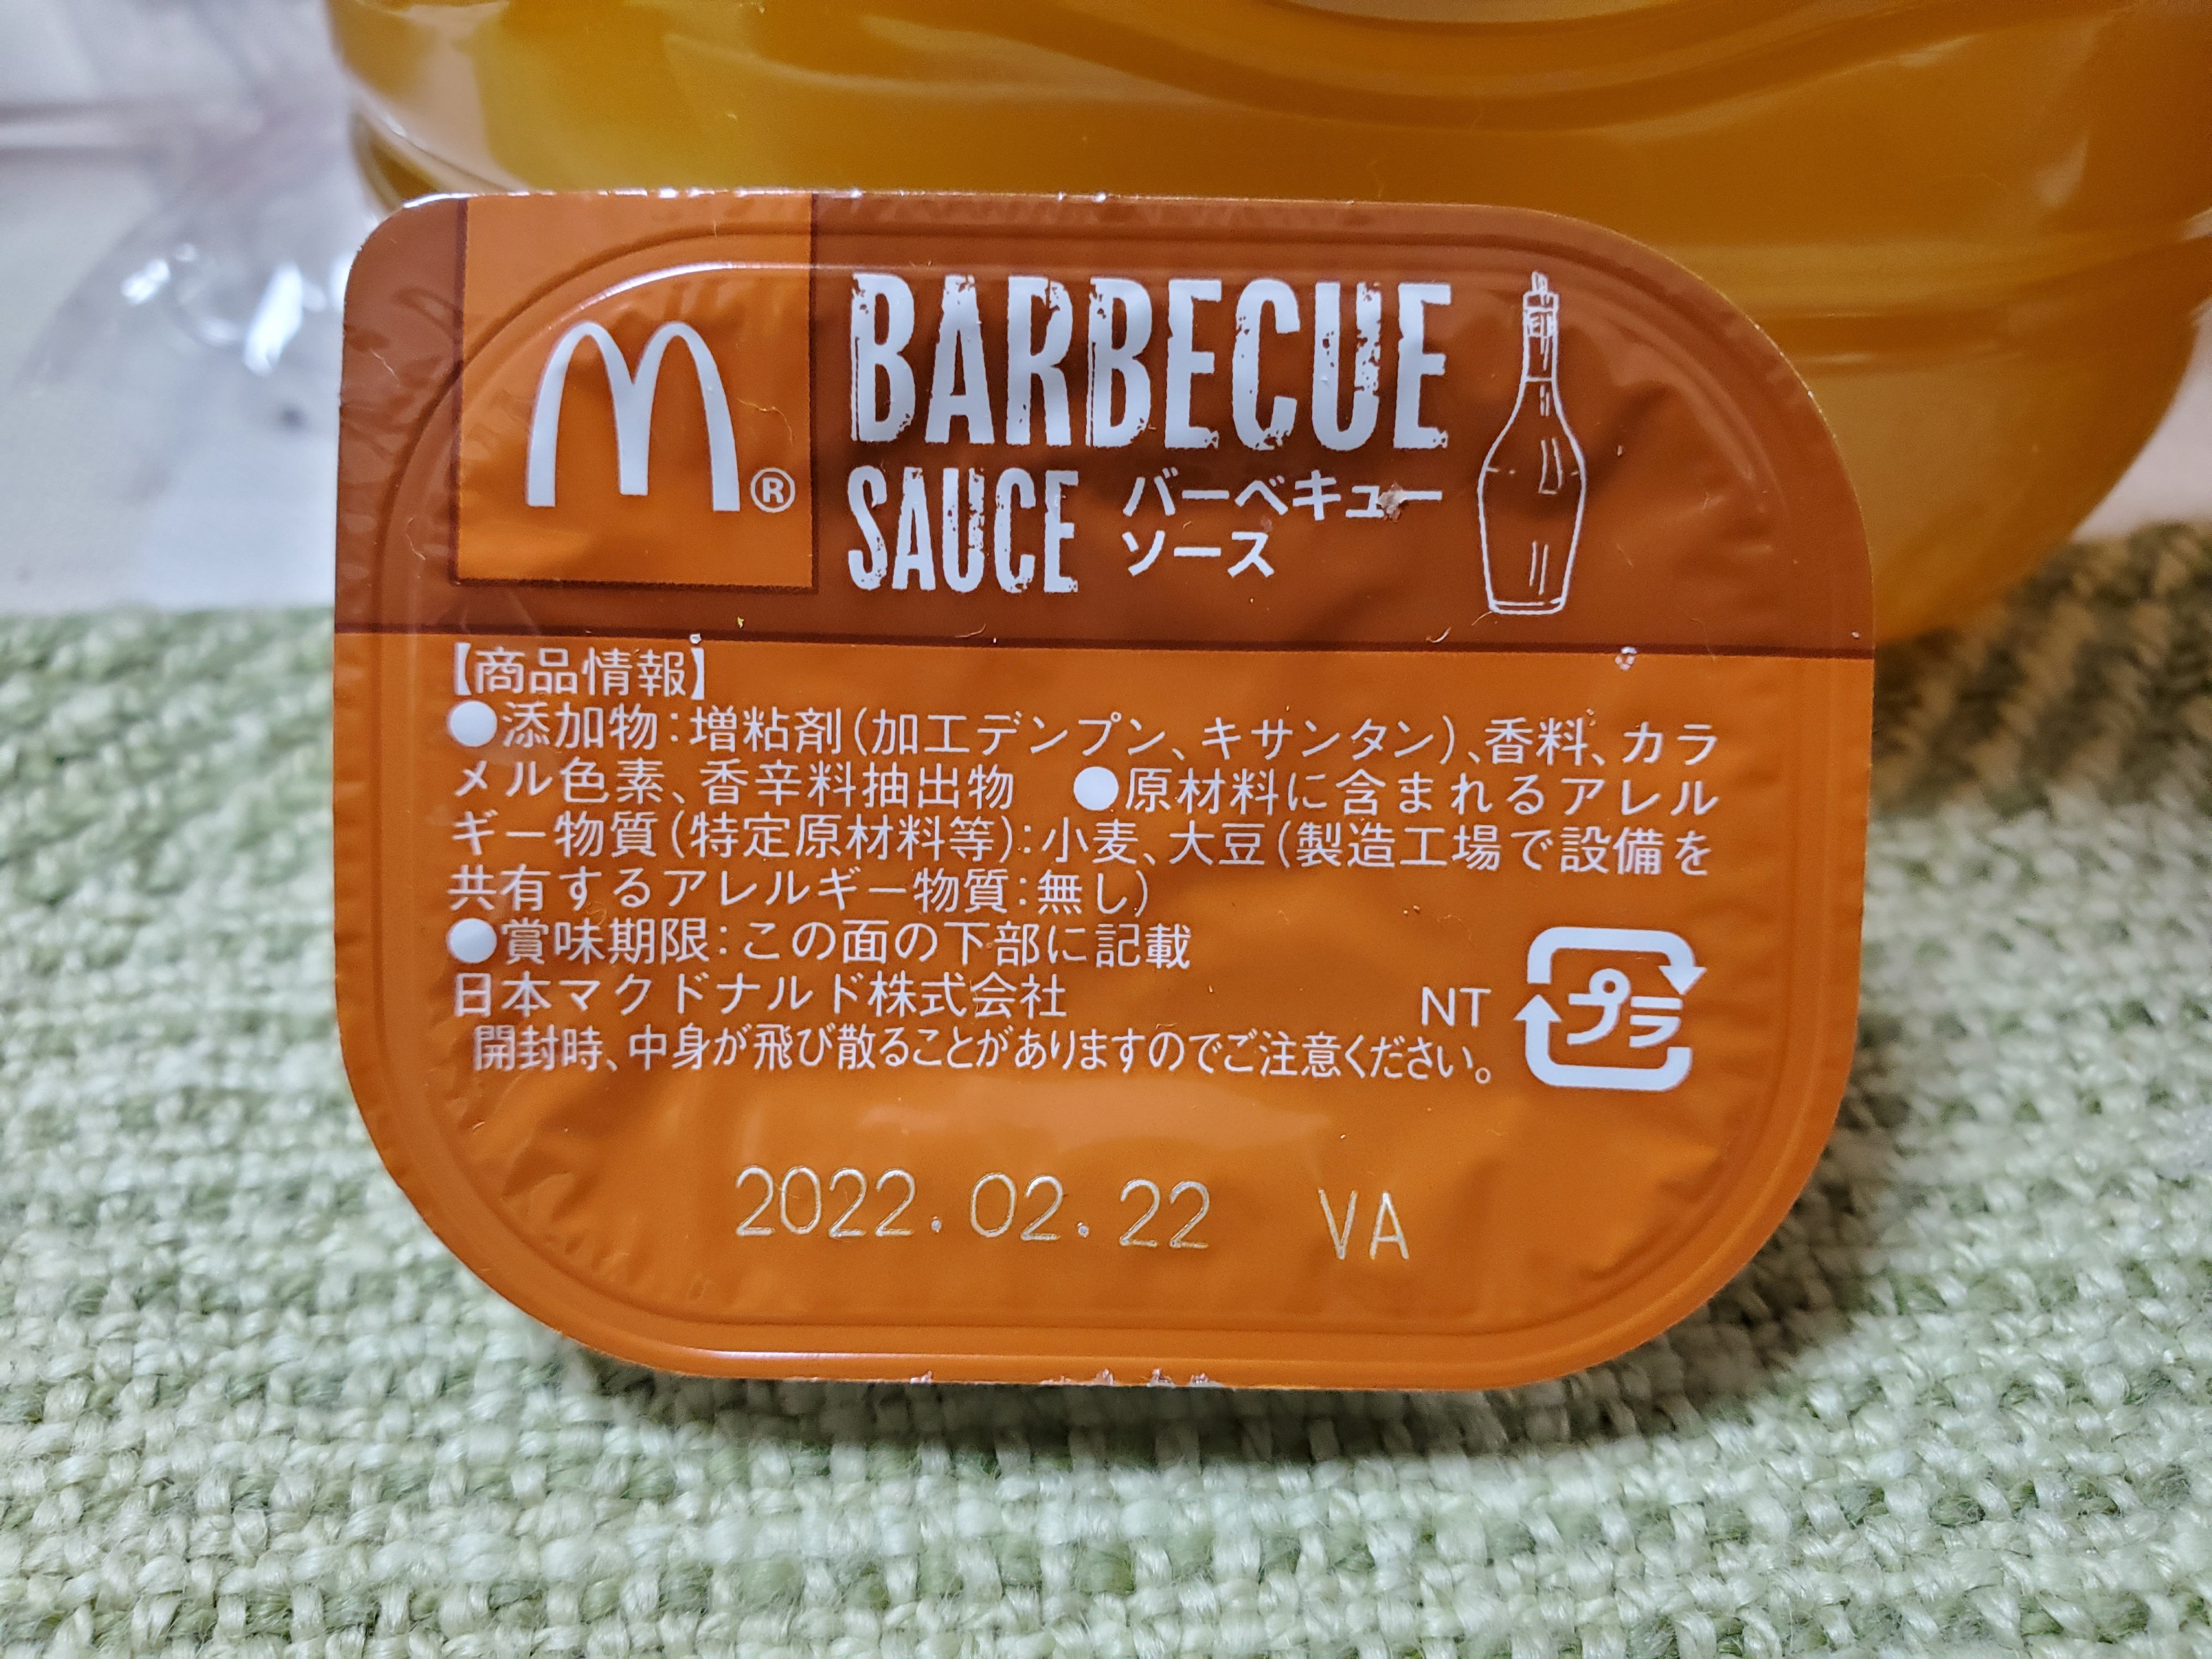 M®
BARBECUE
SAUCE
バーベキュー
ソース
【商品情報】
●添加物：増粘剤（加工デンプン、キサンタン）、香料、カラ
メル色素、香辛料抽出物　●原材料に含まれるアレル
ギー物質（特定原材料等）：小麦、大豆（製造工場で設備を
共有するアレルギー物質：無し）
●賞味期限：この面の下部に記載
日本マクドナルド株式会社
NT
プラ
開封時、中身が飛び散ることがありますのでご注意ください。
2022.02.22 VA